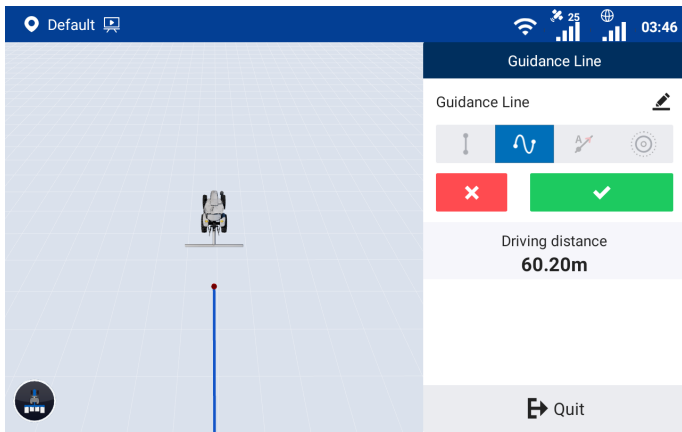 Default
25
03:46
Guidance Line
Guidance Line
A
Driving distance
60.20m
Quit